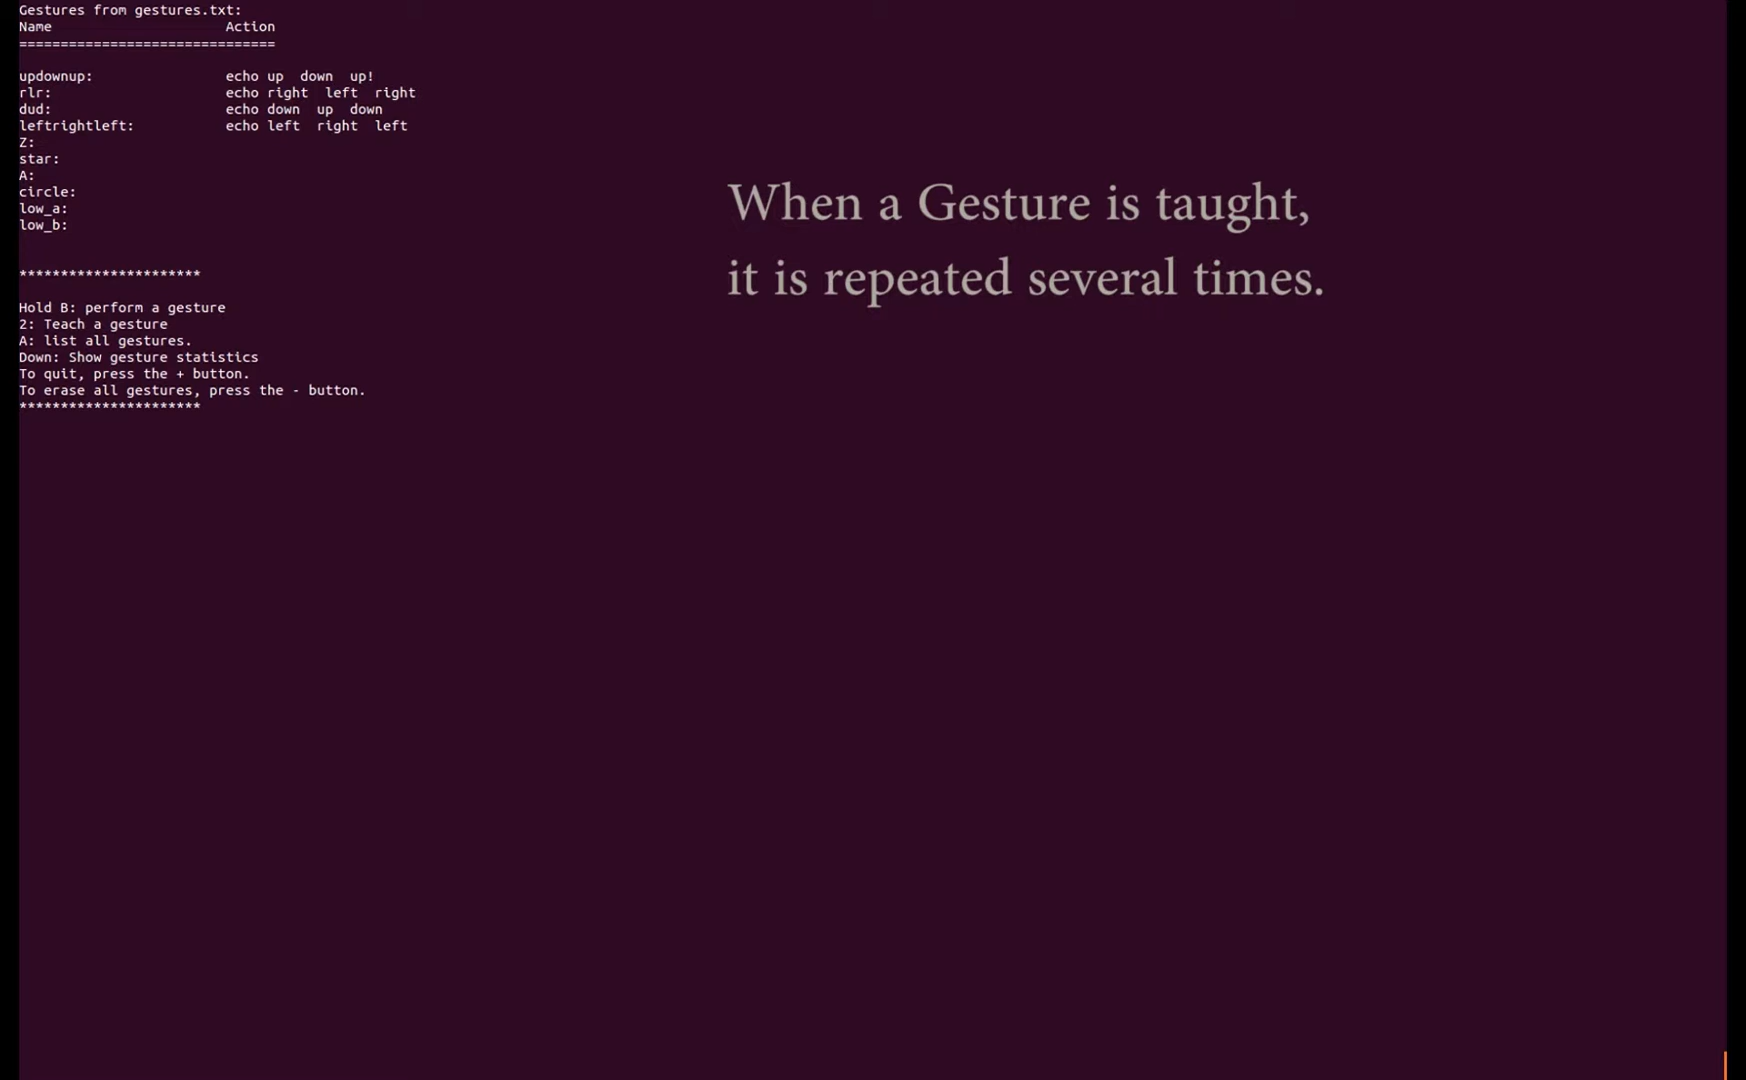 Gestures from gestures.txt:
Name Action
===============================
updownup: echo up down up!
rlr: echo right left right
dud: echo down up down
leftrightleft: echo left right left
Z:
star:
A:
circle:
low_a:
low_b:
**********************
Hold B: perform a gesture
2: Teach a gesture
A: list all gestures.
Down: Show gesture statistics
To quit, press the + button.
To erase all gestures, press the - button.
**********************
When a Gesture is taught,
it is repeated several times.